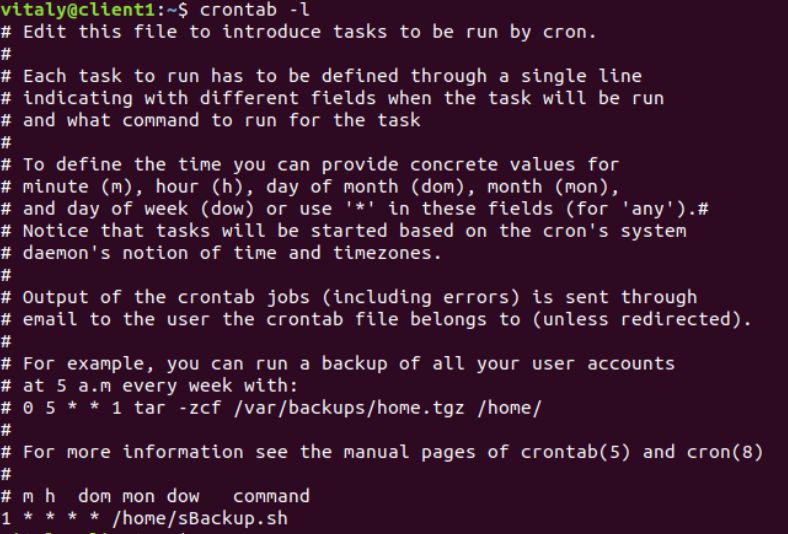 vitaly@client1:~$ crontab -l
# Edit this file to introduce tasks to be run by cron.
#
# Each task to run has to be defined through a single line
# indicating with different fields when the task will be run
# and what command to run for the task
#
# To define the time you can provide concrete values for
# minute (m), hour (h), day of month (dom), month (mon),
# and day of week (dow) or use '*' in these fields (for 'any').#
# Notice that tasks will be started based on the cron's system
# daemon's notion of time and timezones.
#
# Output of the crontab jobs (including errors) is sent through
# email to the user the crontab file belongs to (unless redirected).
#
# For example, you can run a backup of all your user accounts
# at 5 a.m every week with:
# 0 5 * * 1 tar -zcf /var/backups/home.tgz /home/
#
# For more information see the manual pages of crontab(5) and cron(8)
#
# m h  dom mon dow   command
1 * * * * /home/sBackup.sh